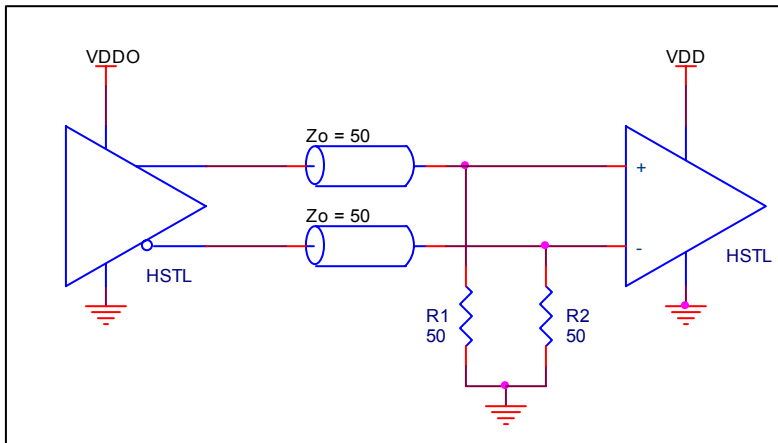 VDDO
VDD
Zo = 50
+
Zo = 50
-
HSTL
HSTL
R1
50
R2
50